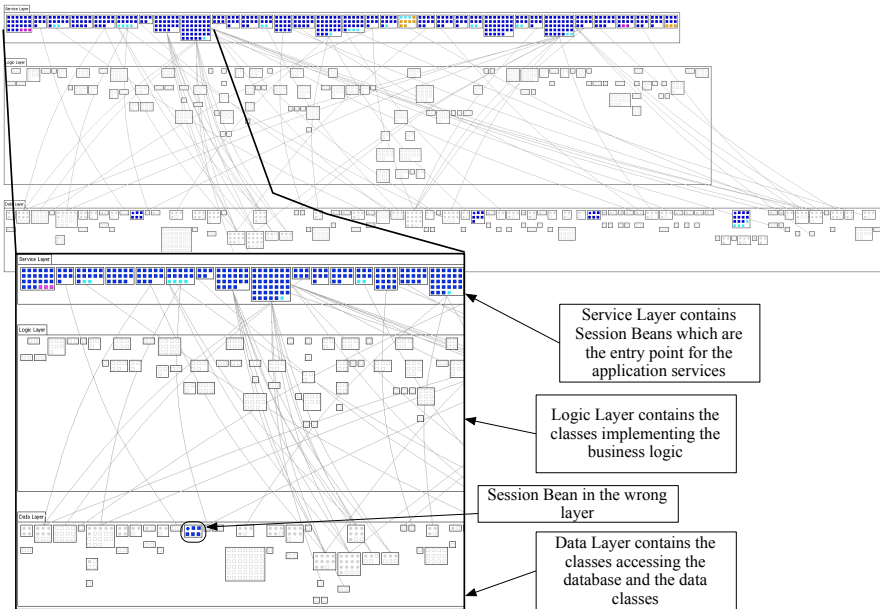 Service Layer
Logic Layer
Data Layer
Service Layer
Service Layer contains
Session Beans which are
the entry point for the
application services
Logic Layer
Logic Layer contains the
classes implementing the
business logic
Session Bean in the wrong
layer
Data Layer
Data Layer contains the
classes accessing the
database and the data
classes